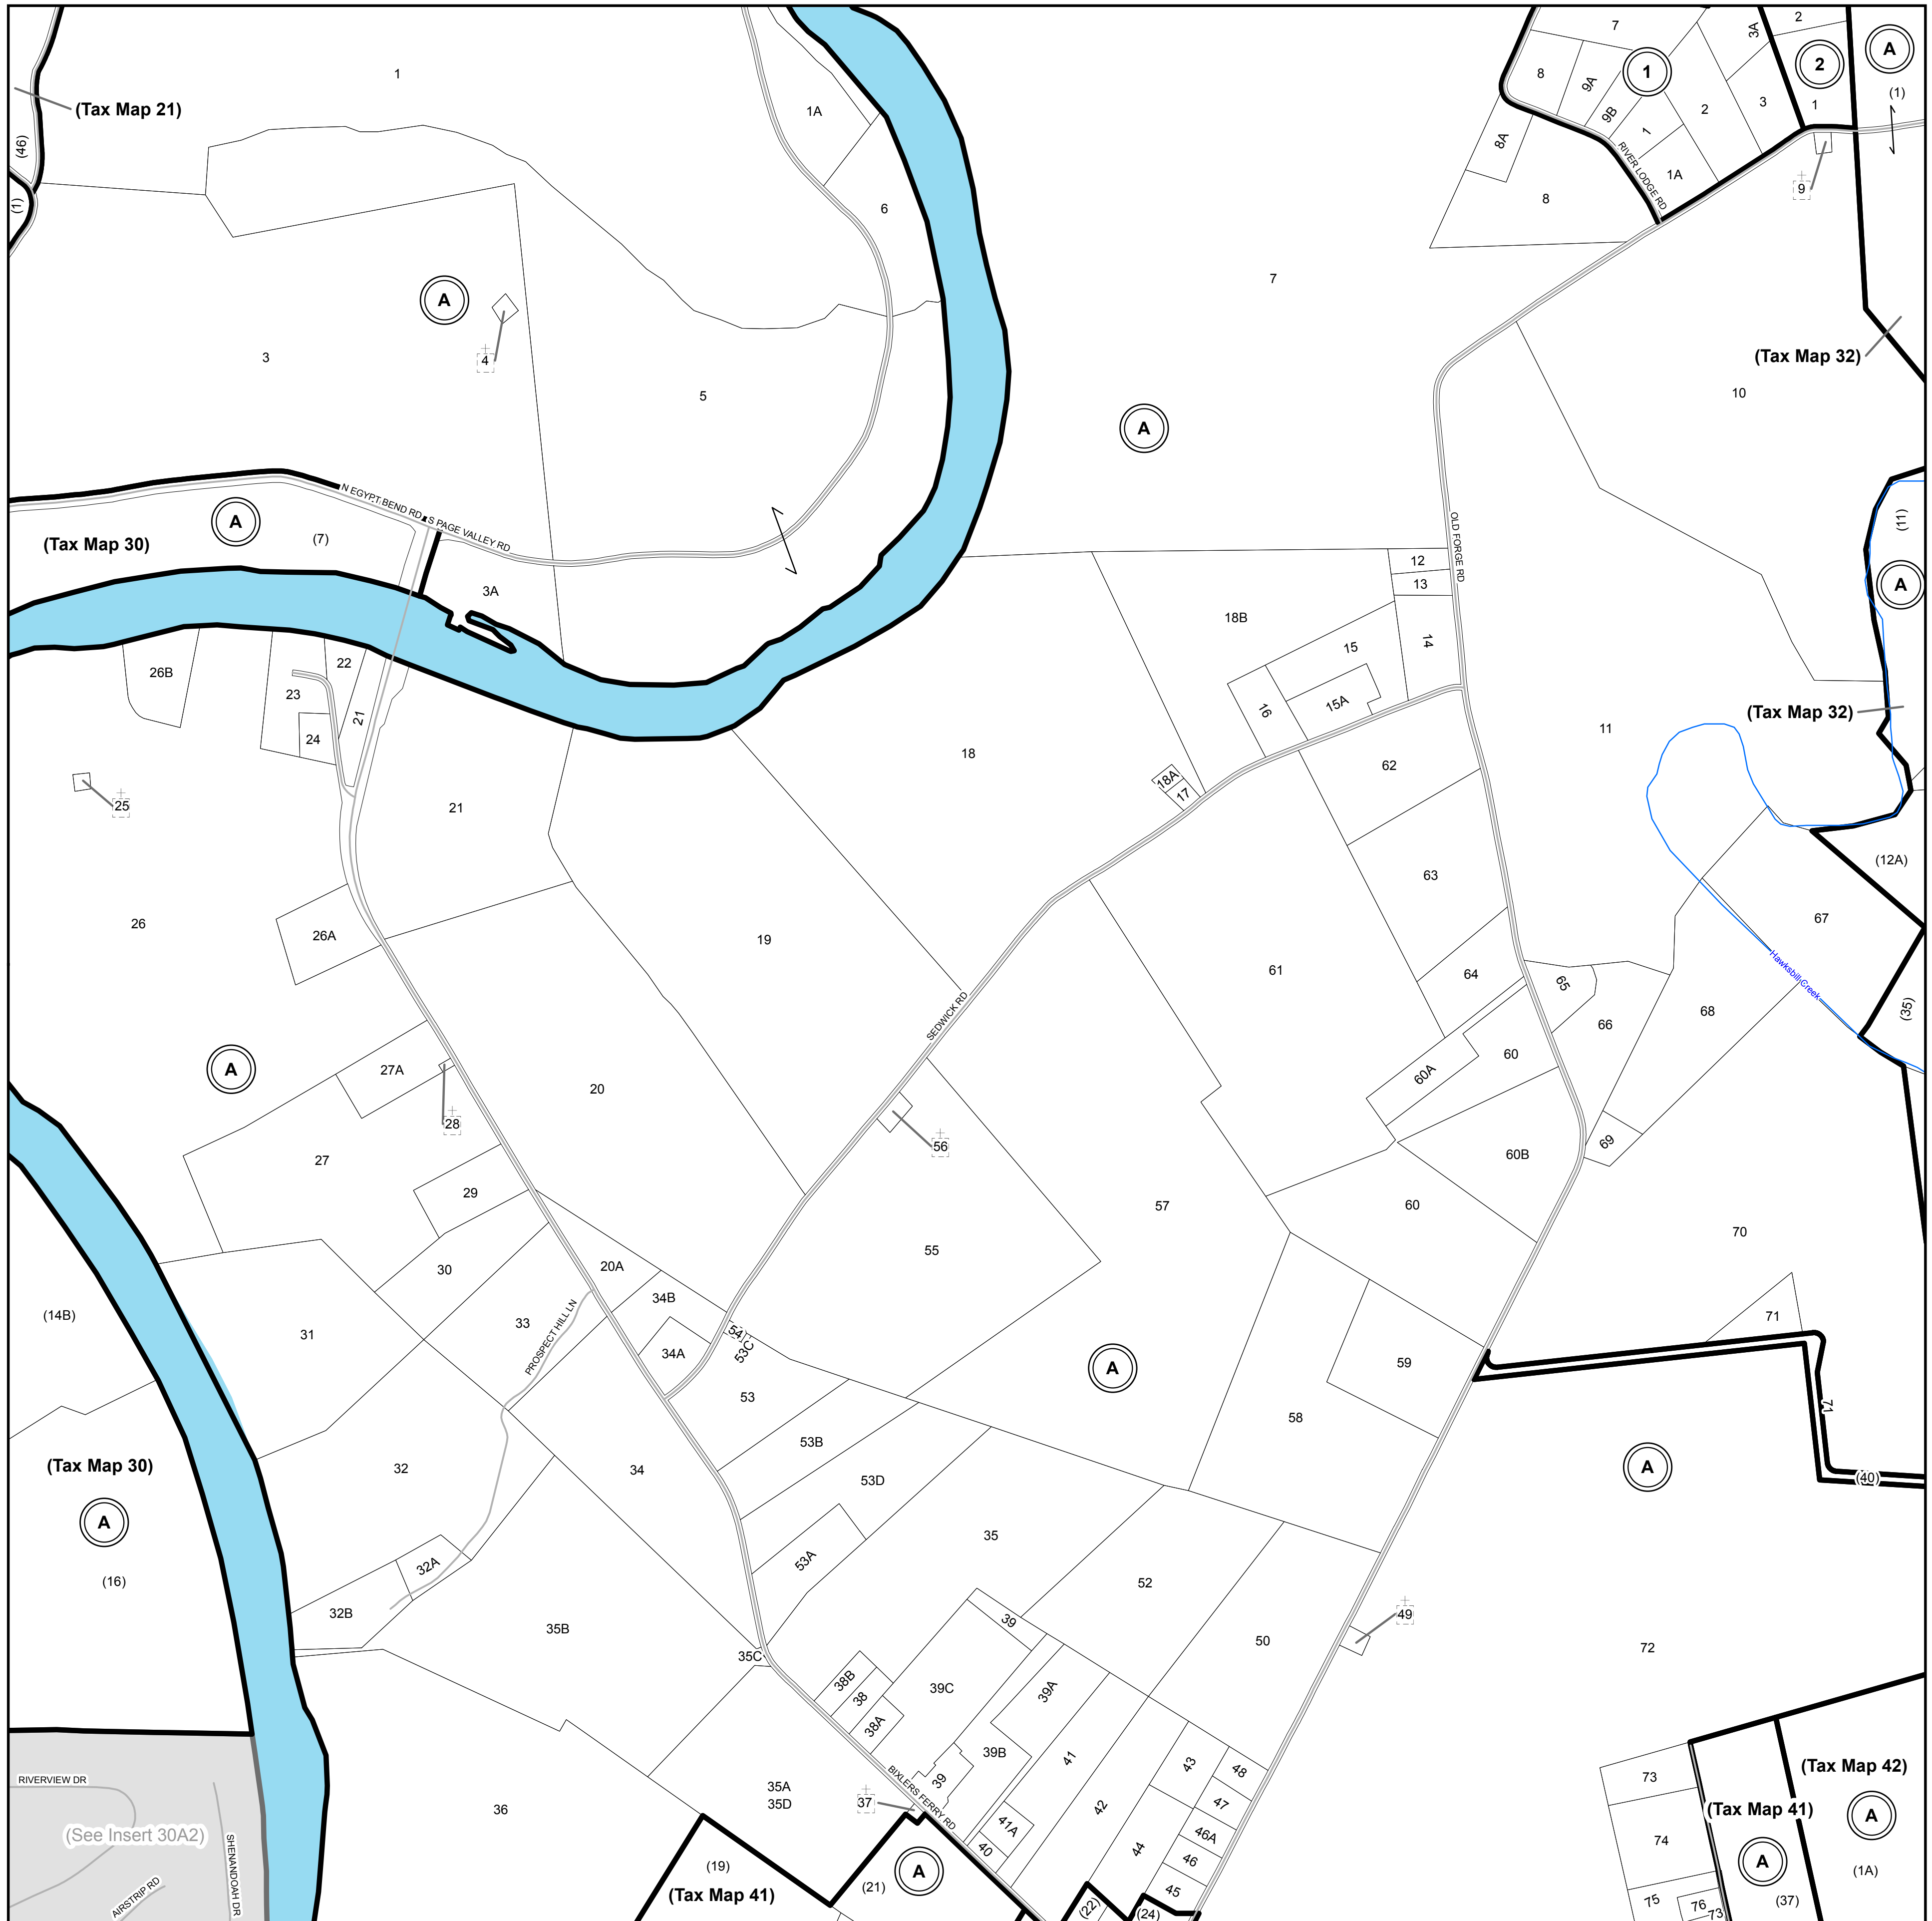 1
(Tax Map 21)
(46)
(1)
1A
6
A
4
3
5
7
8
9A
9B
1
1
2
3
3A
8A
1A
8
RIVER LODGE RD
2
2
1
A
(1)
9
7
(Tax Map 32)
10
A
N EGYPT BEND RD
S PAGE VALLEY RD
A
(7)
(Tax Map 30)
3A
OLD FORGE RD
12
13
14
(11)
A
18B
15
15A
16
26B
22
23
21
24
25
21
18
18A
17
62
11
(Tax Map 32)
63
(12A)
67
26
26A
19
61
64
65
66
68
Hawksbill Creek
(35)
SEDWICK RD
A
27A
28
20
60
60A
56
69
60B
27
29
57
60
70
55
30
20A
34B
(14B)
31
33
PROSPECT HILL LN
54
53C
34A
53
71
A
59
58
71
(Tax Map 30)
A
(16)
32
34
53B
53D
A
(40)
35
53A
32A
32B
52
49
39
50
72
35B
35C
38B
38
38A
39C
39A
39B
41
43
48
47
73
(Tax Map 42)
A
(1A)
RIVERVIEW DR
35A
35D
37
BIXLERS FERRY RD
39
36
42
41A
40
46A
44
46
45
(Tax Map 41)
A
(37)
74
(See Insert 30A2)
SHENANDOAH DR
AIRSTRIP RD
(19)
(Tax Map 41)
(21)
A
(22)
(24)
75
76
73